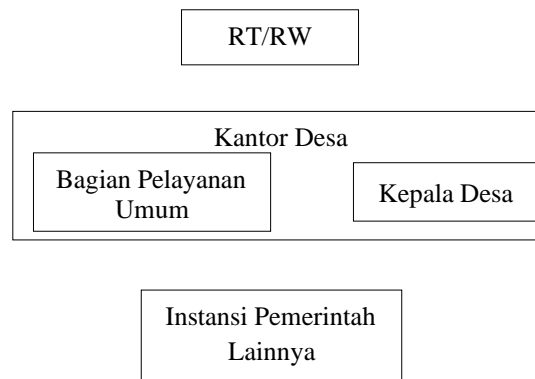 RT/RW
Kantor Desa
Bagian Pelayanan
Umum
Kepala Desa
Instansi Pemerintah
Lainnya